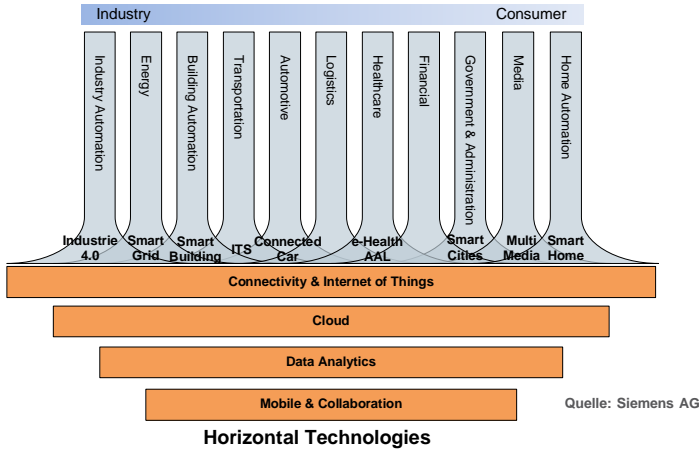 Industry
Consumer
Industry Automation
Energy
Building Automation
Transportation
Automotive
Logistics
Healthcare
Financial
Government & Administration
Media
Home Automation
Industrie
4.0
Smart
Grid
Smart
Building
ITS
Connected
Car
e-Health
AAL
Smart
Cities
Multi
Media
Smart
Home
Connectivity & Internet of Things
Cloud
Data Analytics
Mobile & Collaboration
Quelle: Siemens AG
Horizontal Technologies